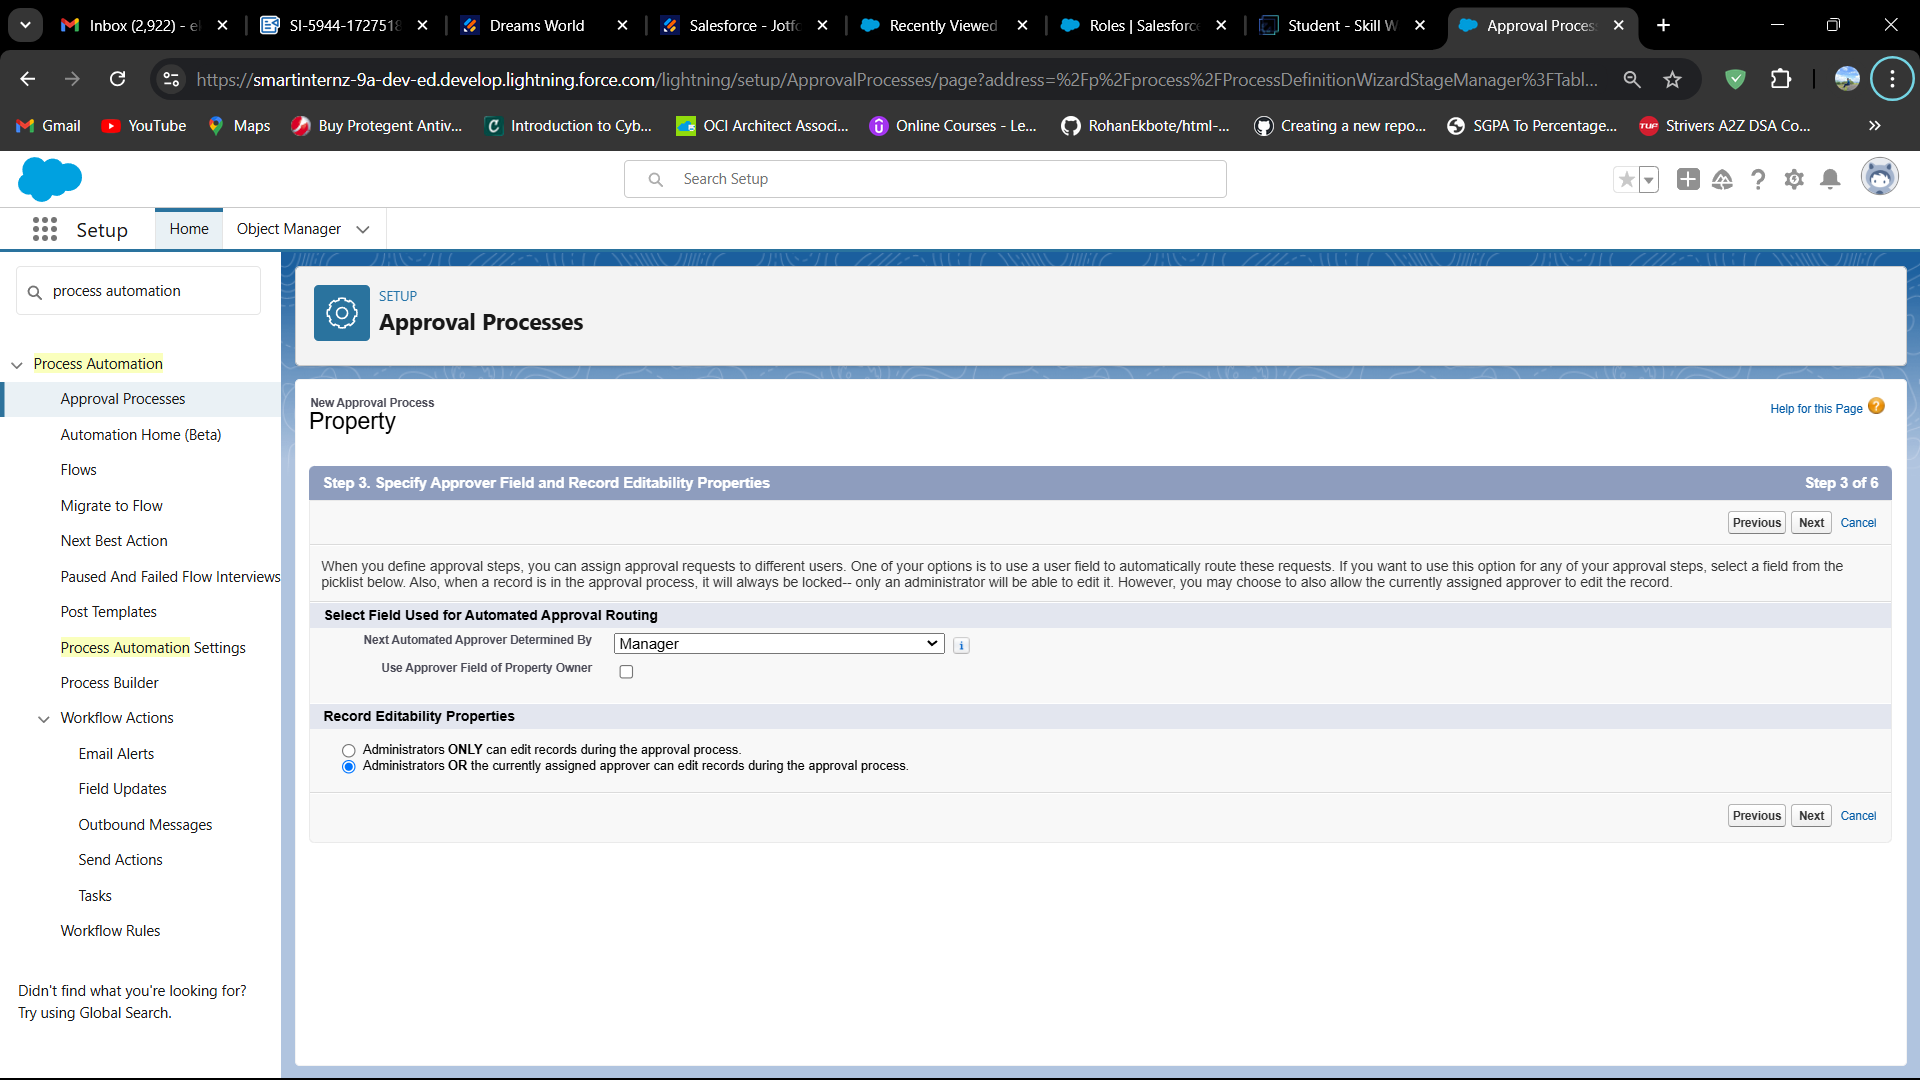 Inbox (2,922) - el
SI-5944-1727518
Dreams World
Salesforce - Jotfo
Recently Viewed
Roles | Salesforce
Student - Skill W
Approval Proces
https://smartinternz-9a-dev-ed.develop.lightning.force.com/lightning/setup/ApprovalProcesses/page?address=%2Fp%2Fprocess%2FProcessDefinitionWizardStageManager%3FTabl...
Gmail
YouTube
Maps
Buy Protegent Antiv...
Introduction to Cyb...
OCI Architect Associ...
Online Courses - Le...
RohanEkbote/html-...
Creating a new repo...
SGPA To Percentage...
Strivers A2Z DSA Co...
Search Setup
Setup
Home
Object Manager
process automation
Process Automation
Approval Processes
Automation Home (Beta)
Flows
Migrate to Flow
Next Best Action
Paused And Failed Flow Interviews
Post Templates
Process Automation Settings
Process Builder
Workflow Actions
Email Alerts
Field Updates
Outbound Messages
Send Actions
Tasks
Workflow Rules
Didn't find what you're looking for?
Try using Global Search.
SETUP
Approval Processes
New Approval Process
Property
Help for this Page
Step 3. Specify Approver Field and Record Editability Properties
Step 3 of 6
Previous
Next
Cancel
When you define approval steps, you can assign approval requests to different users. One of your options is to use a user field to automatically route these requests. If you want to use this option for any of your approval steps, select a field from the
picklist below. Also, when a record is in the approval process, it will always be locked-- only an administrator will be able to edit it. However, you may choose to also allow the currently assigned approver to edit the record.
Select Field Used for Automated Approval Routing
Next Automated Approver Determined By
Manager
Use Approver Field of Property Owner
Record Editability Properties
Administrators ONLY can edit records during the approval process.
Administrators OR the currently assigned approver can edit records during the approval process.
Previous
Next
Cancel